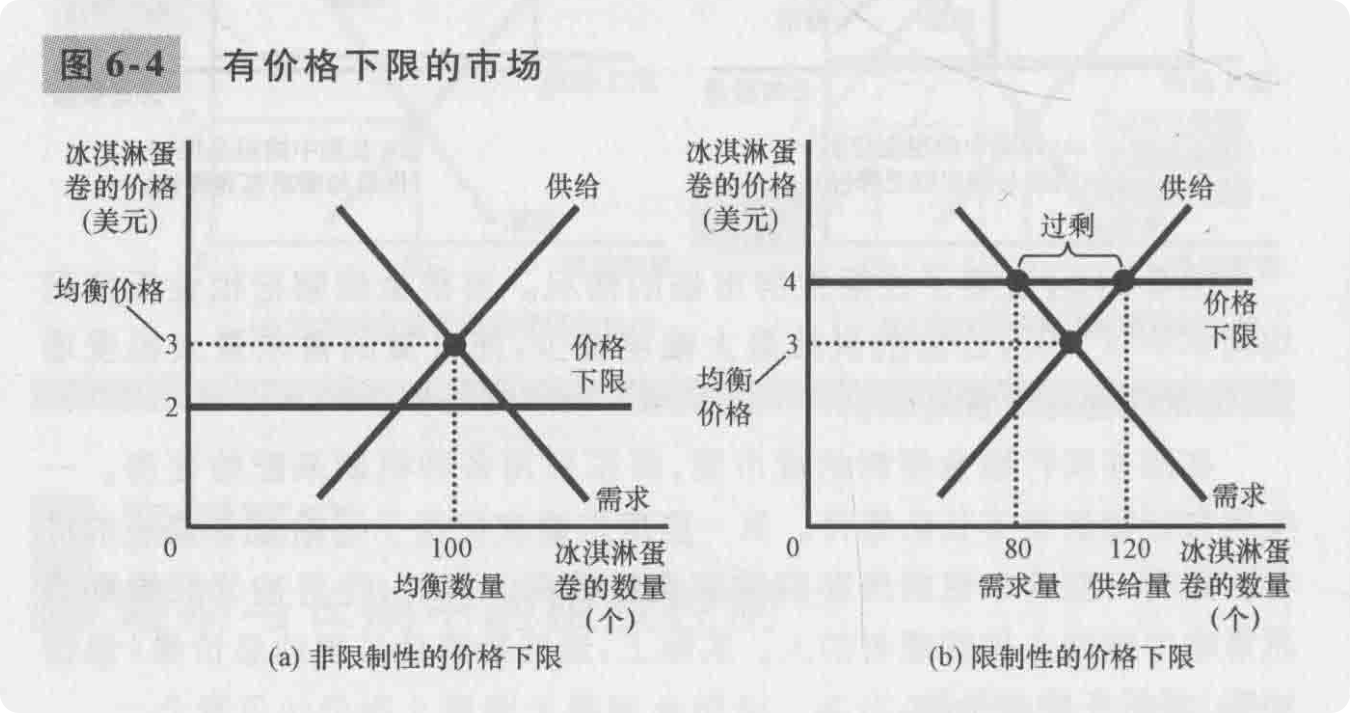 图 6-4 有价格下限的市场
冰淇淋蛋
卷的价格
(美元)
供给
均衡价格
3
价格
下限
2
需求
0
100
冰淇淋蛋
卷的数量
(个)
均衡数量
(a) 非限制性的价格下限
冰淇淋蛋
卷的价格
(美元)
供给
过剩
4
价格
下限
3
均衡
价格
需求
0
80
120
冰淇淋蛋
卷的数量
(个)
需求量
供给量
(b) 限制性的价格下限